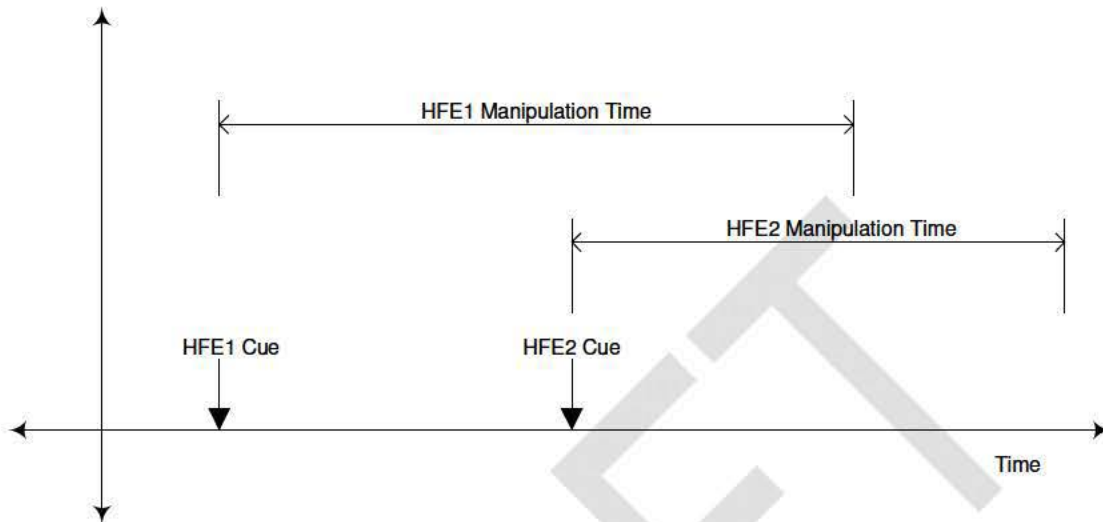 HFE1 Manipulation Time
HFE2 Manipulation Time
HFE1 Cue
HFE2 Cue
Time